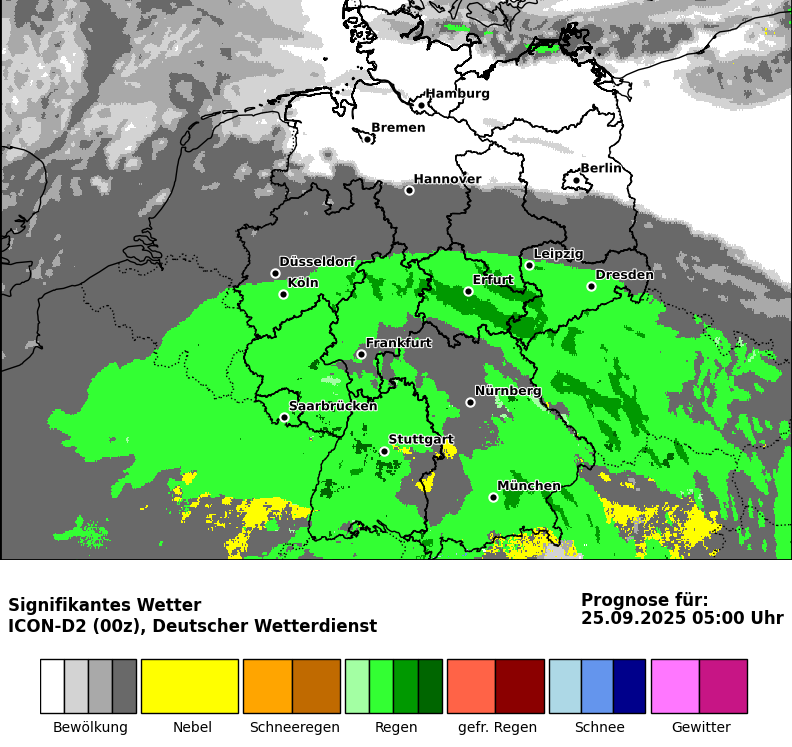 Hamburg
Bremen
Berlin
Hannover
Leipzig
Düsseldorf
Dresden
Köln
Erfurt
Frankfurt
Nürnberg
Saarbrücken
Stuttgart
München
Signifikantes Wetter
ICON-D2 (00z), Deutscher Wetterdienst
Prognose für:
25.09.2025 05:00 Uhr
Bewölkung
Nebel
Schneeregen
Regen
gefr. Regen
Schnee
Gewitter